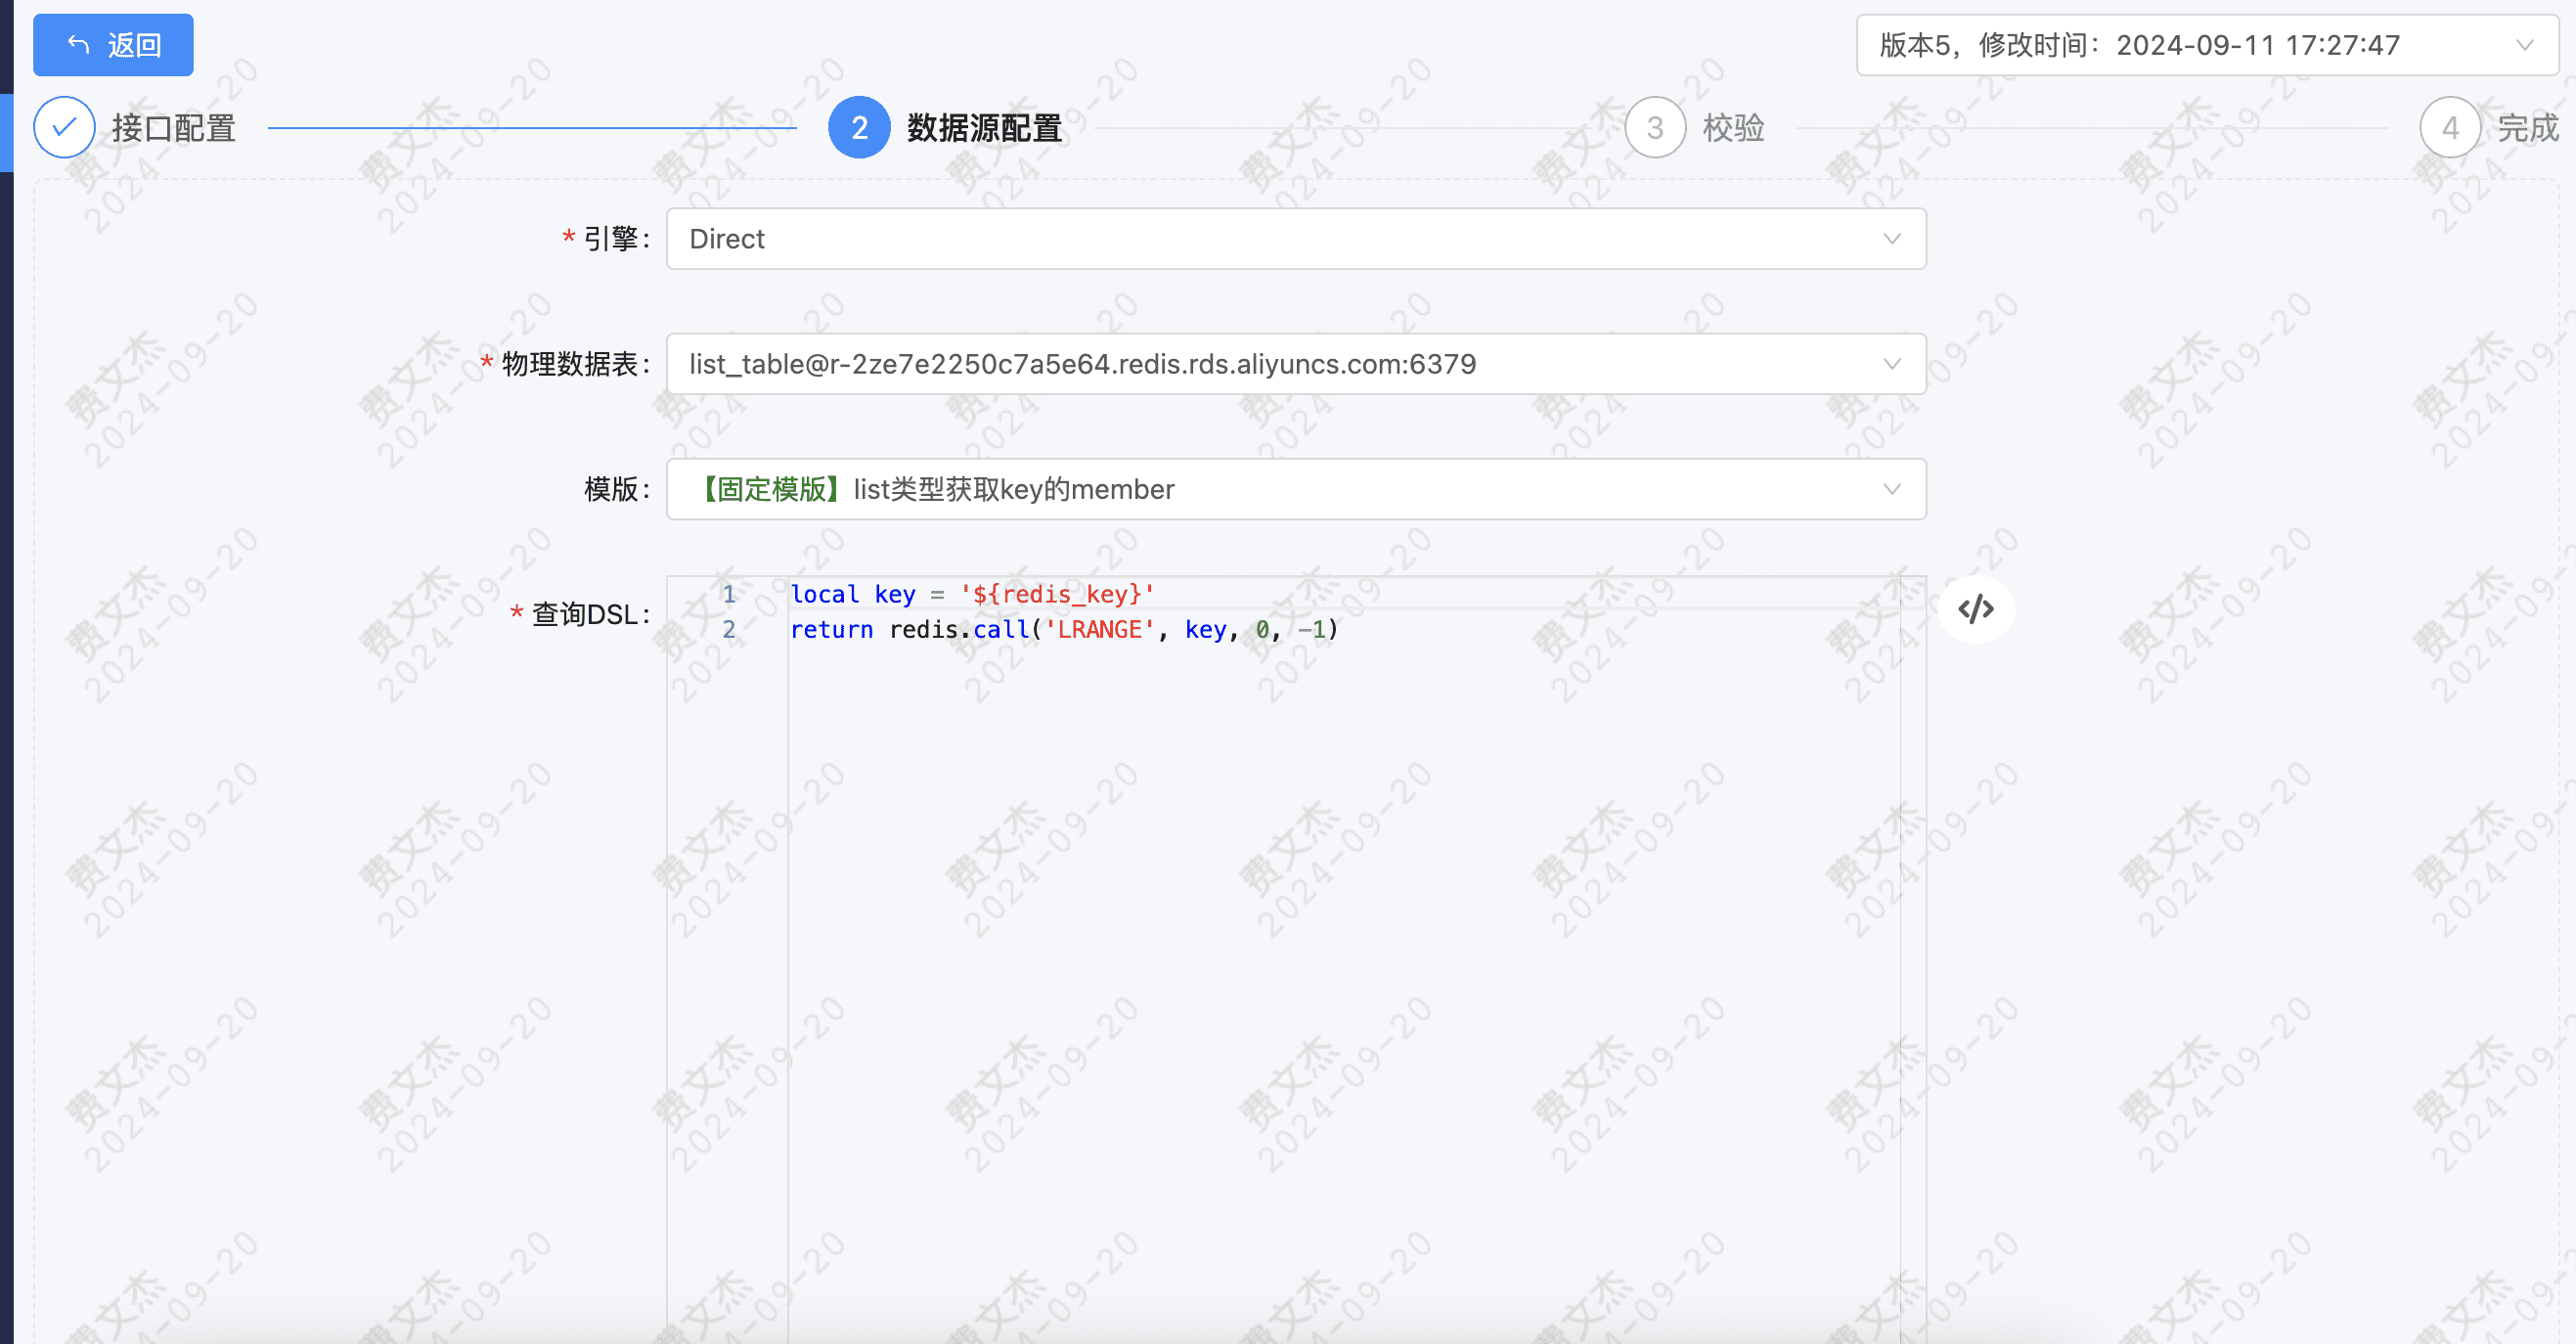 返回
版本5，修改时间：2024-09-11 17:27:47
接口配置
2 数据源配置
3 校验
4 完成
* 引擎： Direct
* 物理数据表： list_table@r-2ze7e2250c7a5e64.redis.rds.aliyuncs.com:6379
模版： 【固定模版】list类型获取key的member
* 查询DSL：
1 local key = '${redis_key}'
2 return redis.call('LRANGE', key, 0, -1)
</>
费文杰
2024-09-20